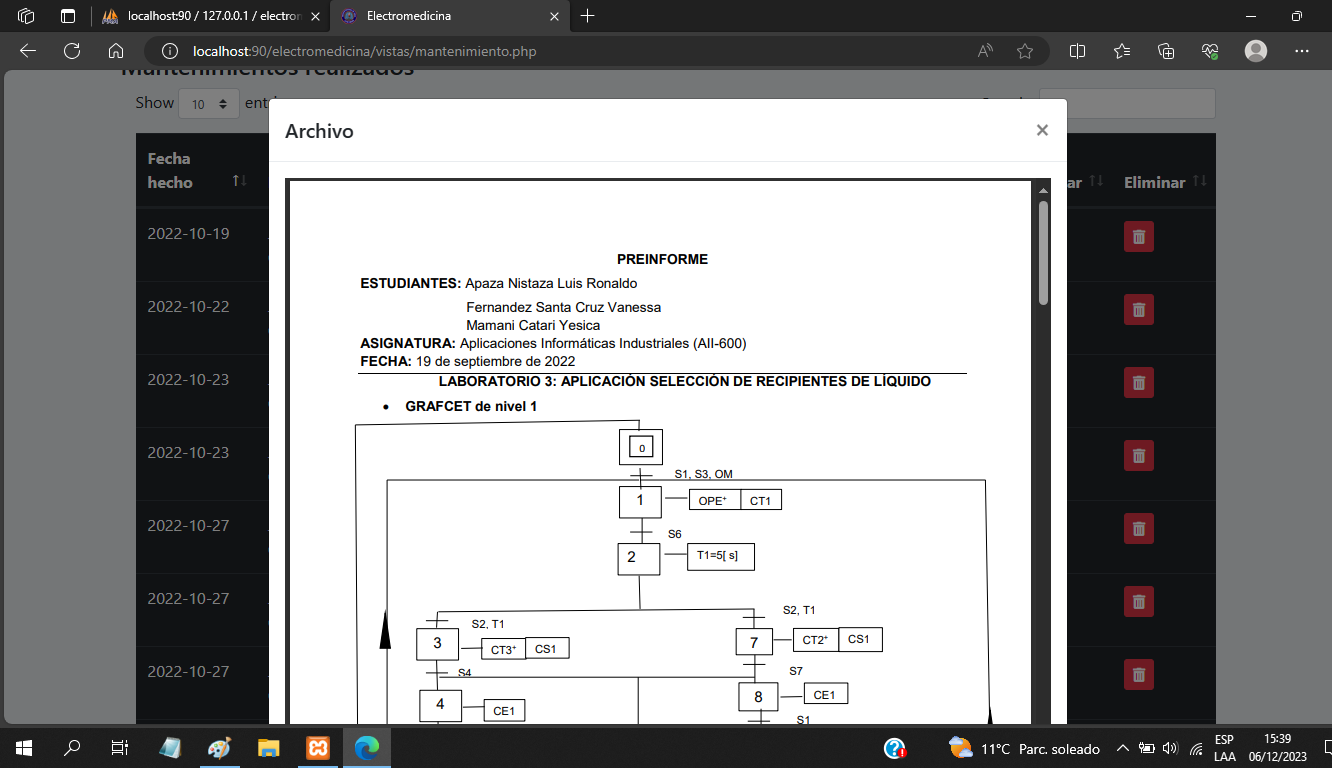 localhost:90 / 127.0.0.1 / electron
Electromedicina
localhost:90/electromedicina/vistas/mantenimiento.php
Mantenimientos realizados
Show 10
Archivo
Fecha
hecho
ar
Eliminar
2022-10-19
2022-10-22
2022-10-23
2022-10-23
2022-10-27
2022-10-27
2022-10-27
PREINFORME
ESTUDIANTES: Apaza Nistaza Luis Ronaldo
Fernandez Santa Cruz Vanessa
Mamani Catari Yesica
ASIGNATURA: Aplicaciones Informáticas Industriales (AII-600)
FECHA: 19 de septiembre de 2022
LABORATORIO 3: APLICACIÓN SELECCIÓN DE RECIPIENTES DE LÍQUIDO
• GRAFCET de nivel 1
0
S1, S3, OM
1 OPE⁺ CT1
S6
2 T1=5[ s]
S2, T1
S2, T1
3 CT3⁺ CS1
7 CT2⁺ CS1
S4
S7
4 CE1
8 CE1
S1
11°C Parc. soleado
ESP
LAA
15:39
06/12/2023